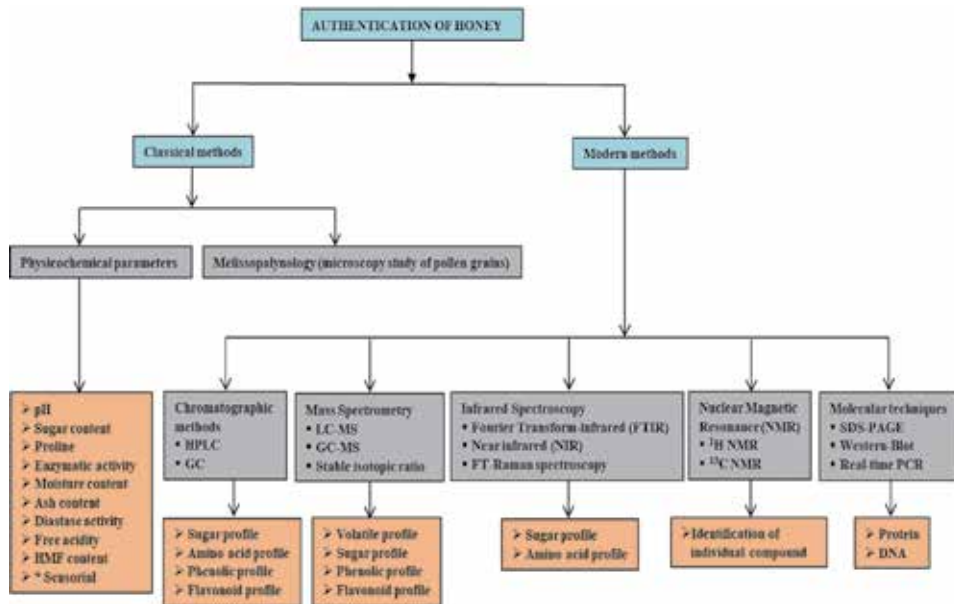 AUTHENTICATION OF HONEY
Classical methods
Modern methods
Physicochemical parameters
Melissopalynology (microscopy study of pollen grains)
➢ pH
➢ Sugar content
➢ Proline
➢ Enzymatic activity
➢ Moisture content
➢ Ash content
➢ Diastase activity
➢ Free acidity
➢ HMF content
➢ * Sensorial
Chromatographic
methods
▪ HPLC
▪ GC
Mass Spectrometry
▪ LC-MS
▪ GC-MS
▪ Stable isotopic ratio
Infrared Spectroscopy
▪ Fourier Transform-infrared (FTIR)
▪ Near infrared (NIR)
▪ FT-Raman spectroscopy
Nuclear Magnetic
Resonance (NMR)
▪ ¹H NMR
▪ ¹³C NMR
Molecular techniques
▪ SDS-PAGE
▪ Western-Blot
▪ Real-time PCR
➢ Sugar profile
➢ Amino acid profile
➢ Phenolic profile
➢ Flavonoid profile
➢ Volatile profile
➢ Sugar profile
➢ Phenolic profile
➢ Flavonoid profile
➢ Sugar profile
➢ Amino acid profile
➢ Identification of
individual compound
➢ Protein
➢ DNA